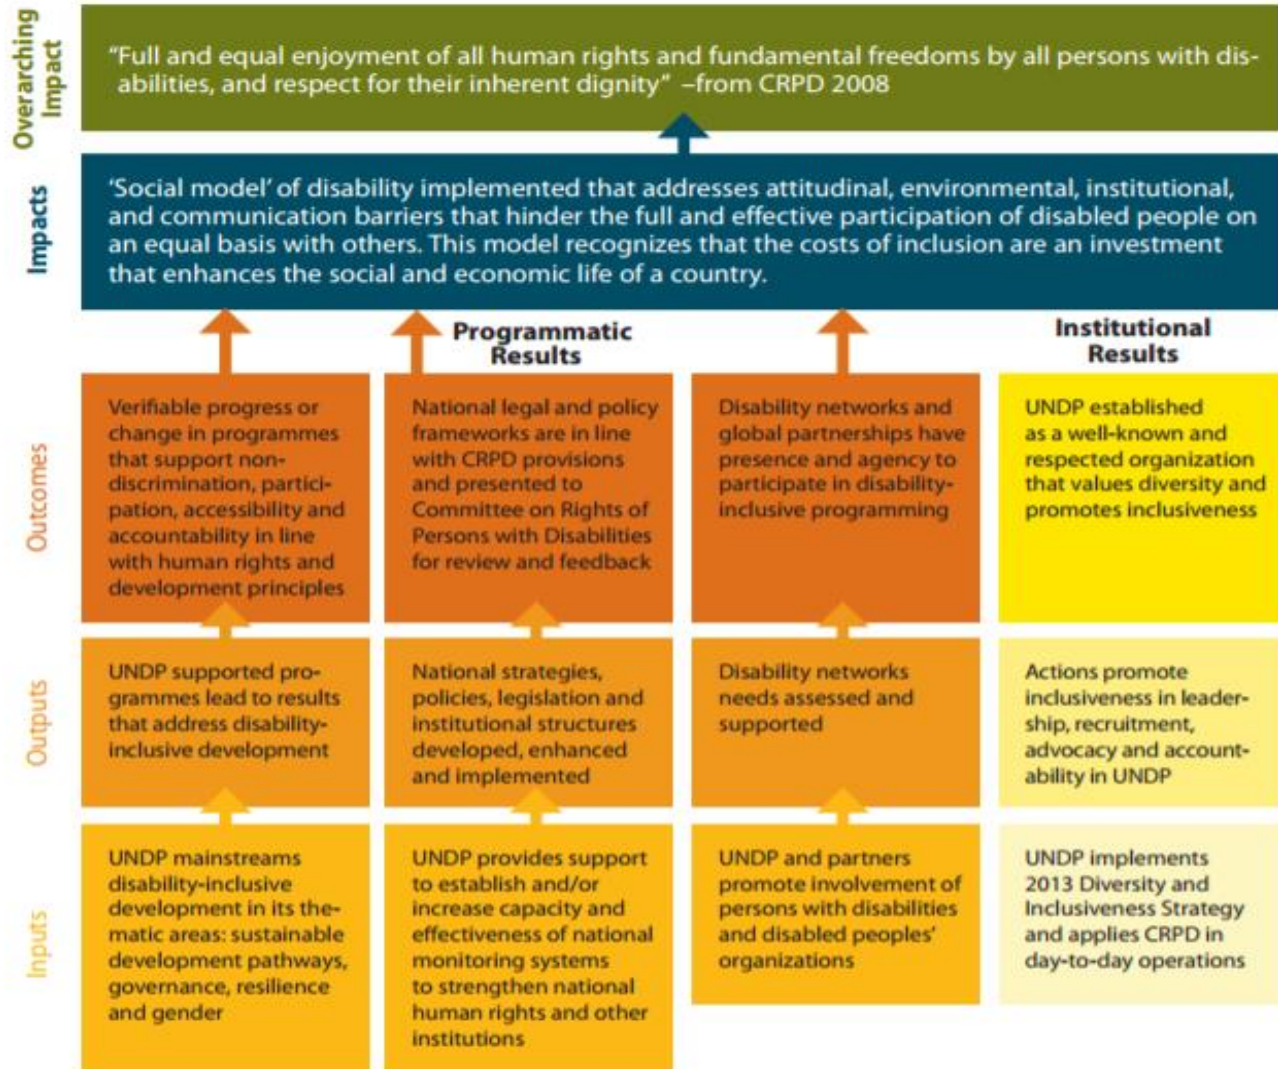 Overarching
Impact
“Full and equal enjoyment of all human rights and fundamental freedoms by all persons with dis-
abilities, and respect for their inherent dignity” –from CRPD 2008
Impacts
‘Social model’ of disability implemented that addresses attitudinal, environmental, institutional,
and communication barriers that hinder the full and effective participation of disabled people on
an equal basis with others. This model recognizes that the costs of inclusion are an investment
that enhances the social and economic life of a country.
Programmatic
Results
Institutional
Results
Outcomes
Verifiable progress or
change in programmes
that support non-
discrimination, partici-
pation, accessibility and
accountability in line
with human rights and
development principles
National legal and policy
frameworks are in line
with CRPD provisions
and presented to
Committee on Rights of
Persons with Disabilities
for review and feedback
Disability networks and
global partnerships have
presence and agency to
participate in disability-
inclusive programming
UNDP established
as a well-known and
respected organization
that values diversity and
promotes inclusiveness
Outputs
UNDP supported pro-
grammes lead to results
that address disability-
inclusive development
National strategies,
policies, legislation and
institutional structures
developed, enhanced
and implemented
Disability networks
needs assessed and
supported
Actions promote
inclusiveness in leader-
ship, recruitment,
advocacy and account-
ability in UNDP
Inputs
UNDP mainstreams
disability-inclusive
development in its the-
matic areas: sustainable
development pathways,
governance, resilience
and gender
UNDP provides support
to establish and/or
increase capacity and
effectiveness of national
monitoring systems
to strengthen national
human rights and other
institutions
UNDP and partners
promote involvement of
persons with disabilities
and disabled peoples’
organizations
UNDP implements
2013 Diversity and
Inclusiveness Strategy
and applies CRPD in
day-to-day operations